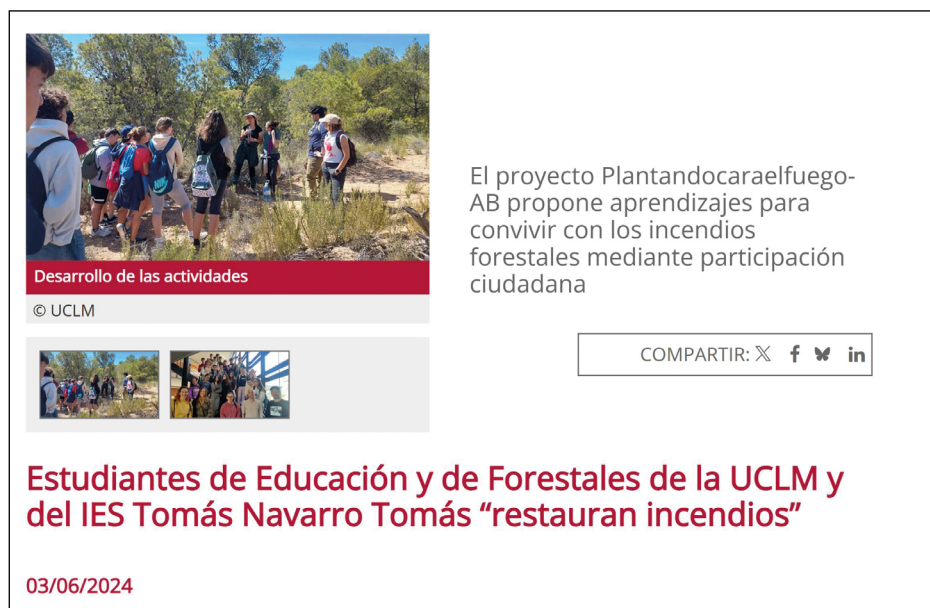 Desarrollo de las actividades
© UCLM
El proyecto Plantandocaraelfuego-
AB propone aprendizajes para
convivir con los incendios
forestales mediante participación
ciudadana
COMPARTIR:
Estudiantes de Educación y de Forestales de la UCLM y
del IES Tomás Navarro Tomás “restauran incendios”
03/06/2024